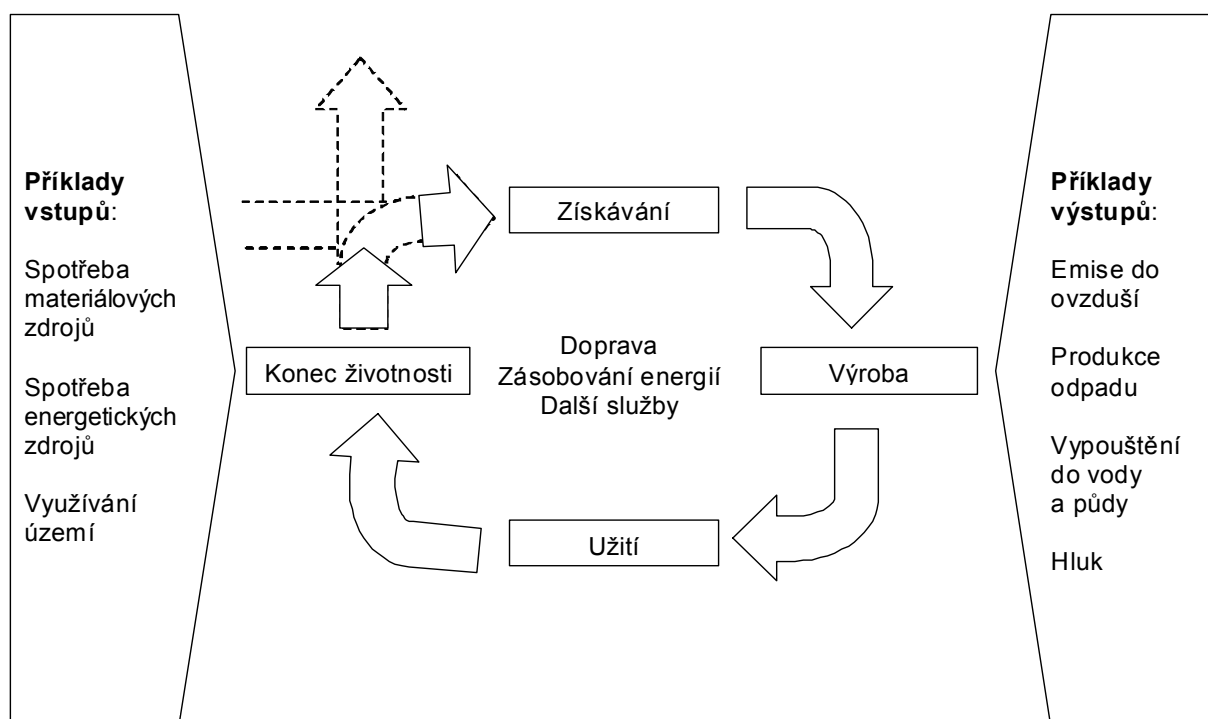 Příklady
vstupů:
Spotřeba
materiálových
zdrojů
Spotřeba
energetických
zdrojů
Využívání
území
Získávání
Konec životnosti
Doprava
Zásobování energií
Další služby
Výroba
Užití
Příklady
výstupů:
Emise do
ovzduší
Produkce
odpadu
Vypouštění
do vody
a půdy
Hluk